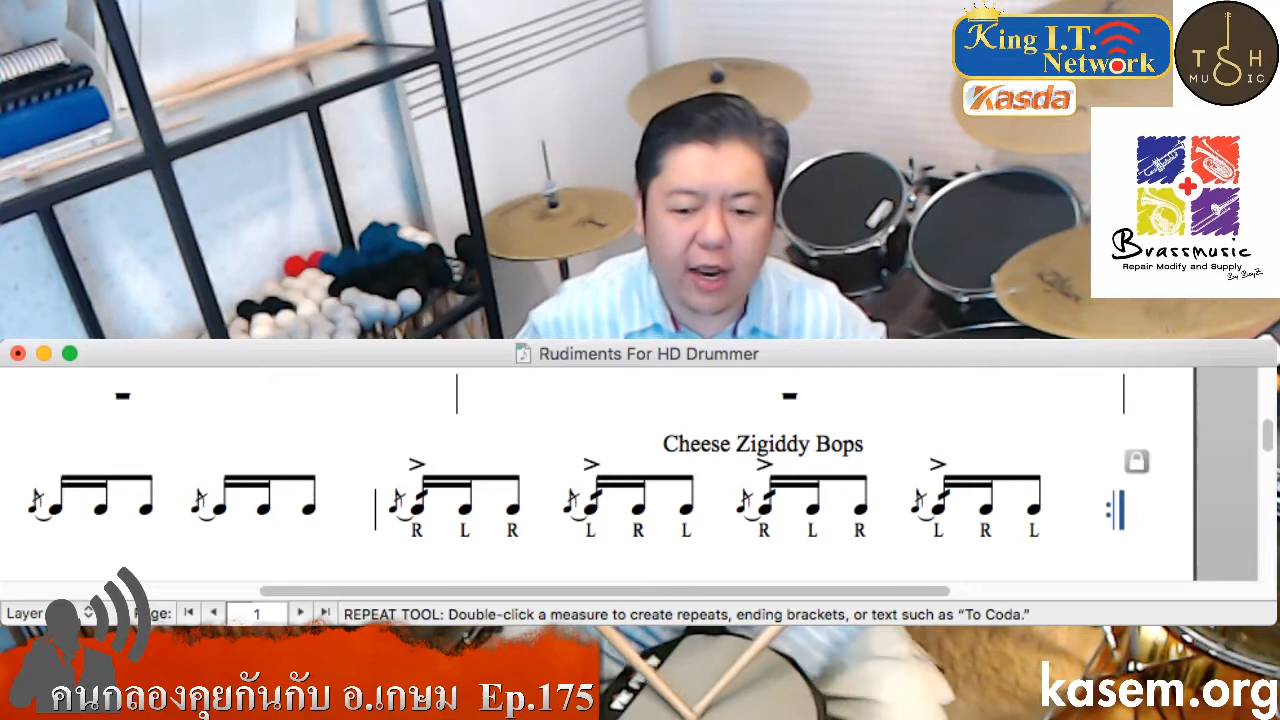 King I.T.
Network
Kasda
T S H
MUSIC
Brassmusic
Repair Modify and Supply
By BoyZ
Rudiments For HD Drummer
Cheese Zigiddy Bops
> > > >
R L R L R L R L R L R L
Layer
Page:
1
REPEAT TOOL: Double-click a measure to create repeats, ending brackets, or text such as “To Coda.”
คนกลองคุยกันกับ อ.เกษม Ep.175
kasem.org